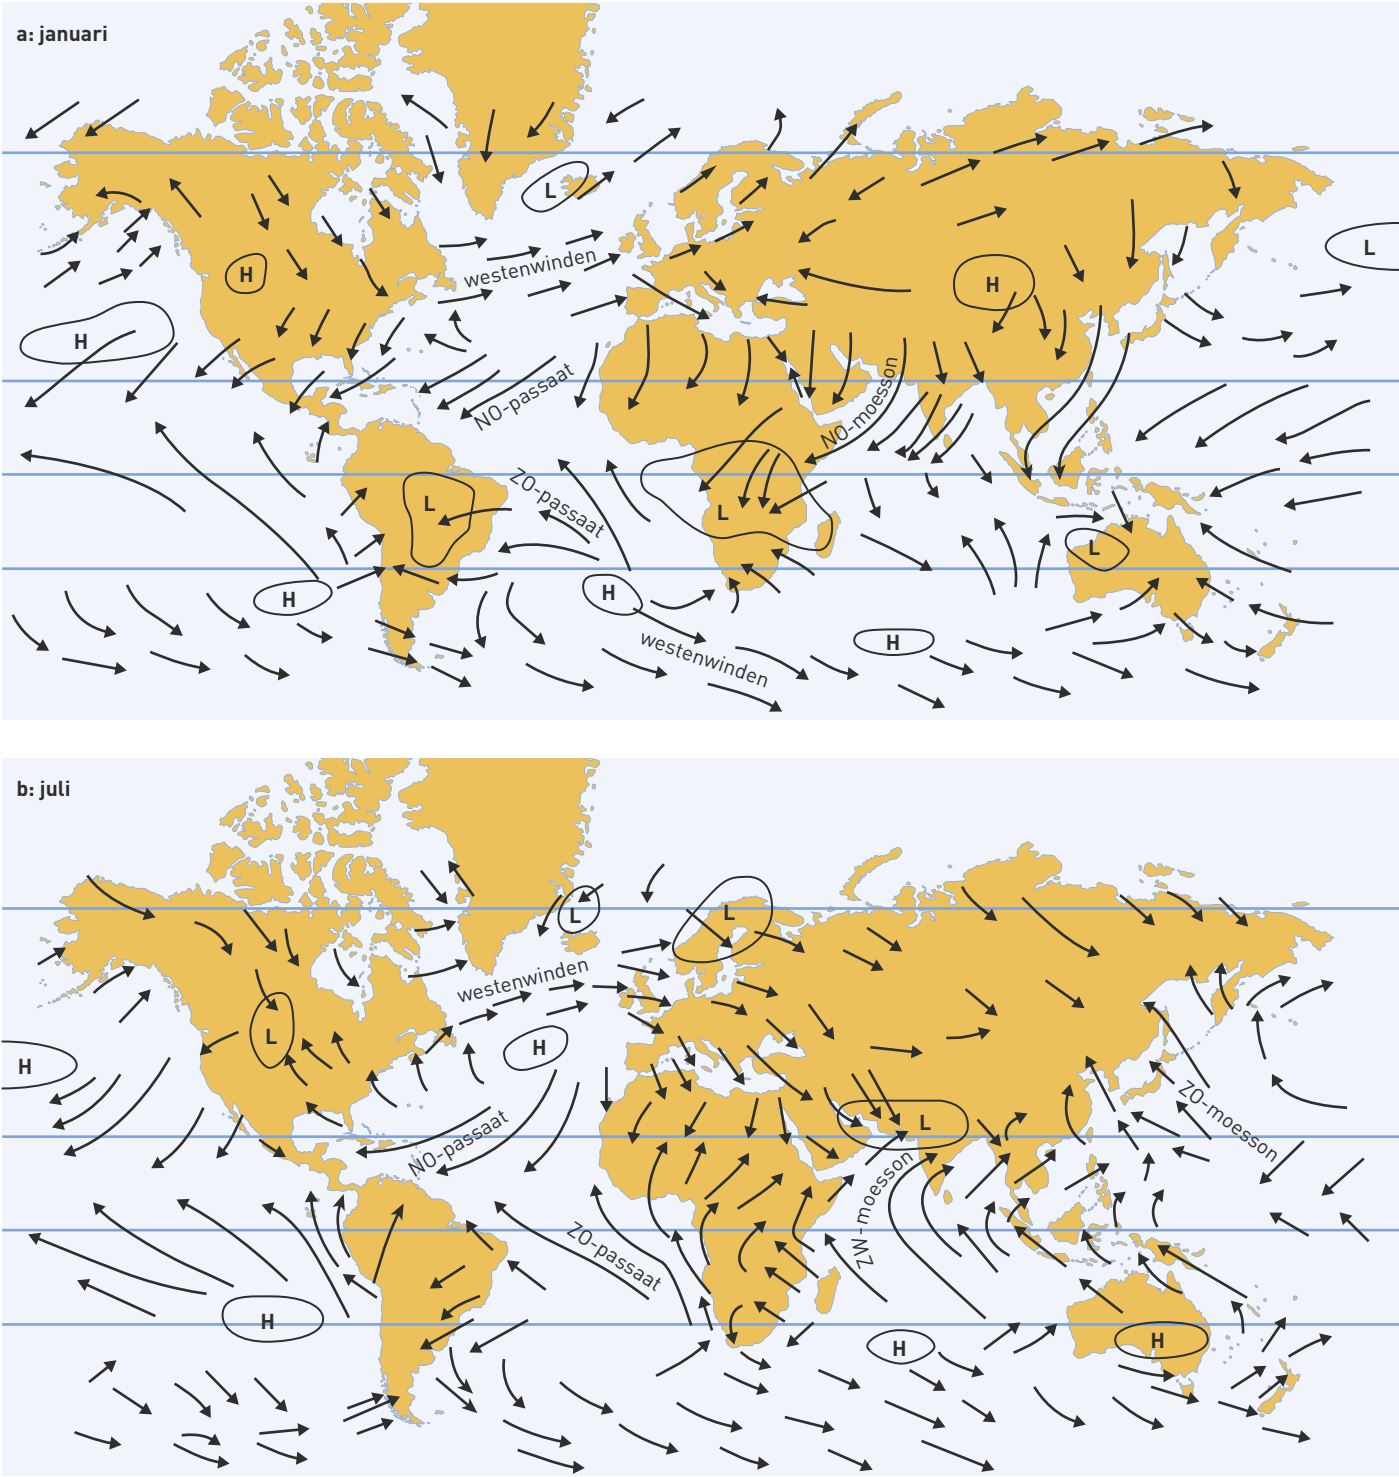 a: januari
L
L
westenwinden
H
H
H
NO-passaat
NO-moesson
ZO-passaat
L
L
L
H
H
H
westenwinden
b: juli
L
L
westenwinden
L
H
H
NO-passaat
L
ZO-moesson
ZW-moesson
ZO-passaat
H
H
H